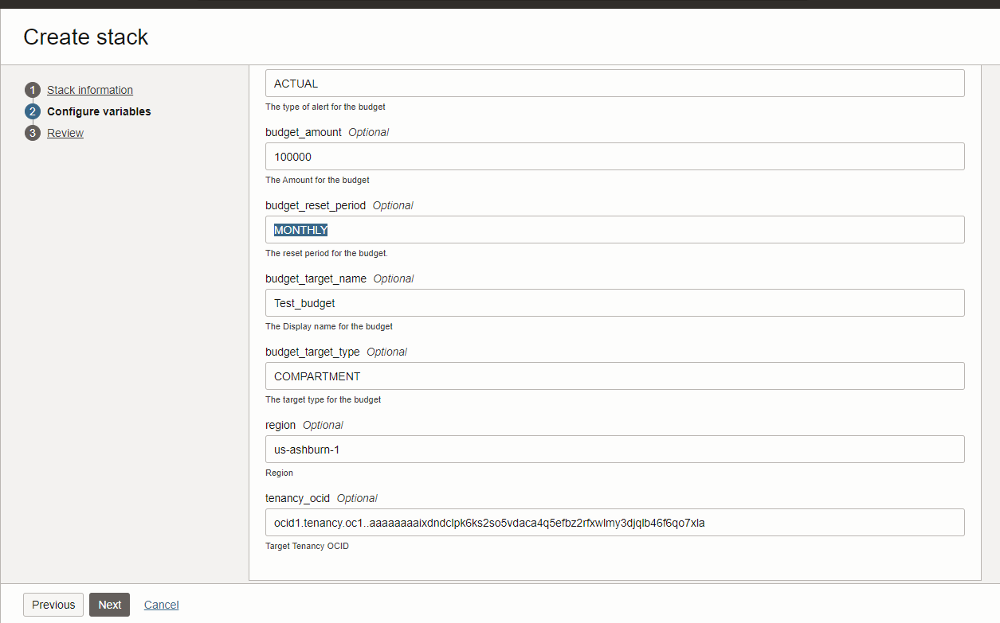 Create stack
1 Stack information
2 Configure variables
3 Review
ACTUAL
The type of alert for the budget
budget_amount Optional
100000
The Amount for the budget
budget_reset_period Optional
MONTHLY
The reset period for the budget.
budget_target_name Optional
Test_budget
The Display name for the budget
budget_target_type Optional
COMPARTMENT
The target type for the budget
region Optional
us-ashburn-1
Region
tenancy_ocid Optional
ocid1.tenancy.oc1..aaaaaaaaixdndclpk6ks2so5vdaca4q5efbz2rfxwlmy3djqlb46f6qo7xla
Target Tenancy OCID
Previous Next Cancel